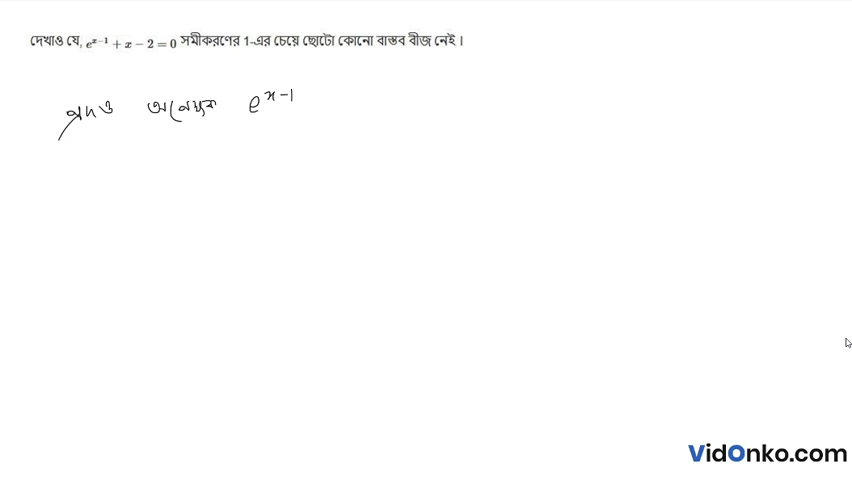 দেখাও যে, e^{x-1} + x - 2 = 0 সমীকরণের 1-এর চেয়ে ছোটো কোনো বাস্তব বীজ নেই।
প্রদত্ত অপেক্ষক e^{x-1}
VidOnko.com